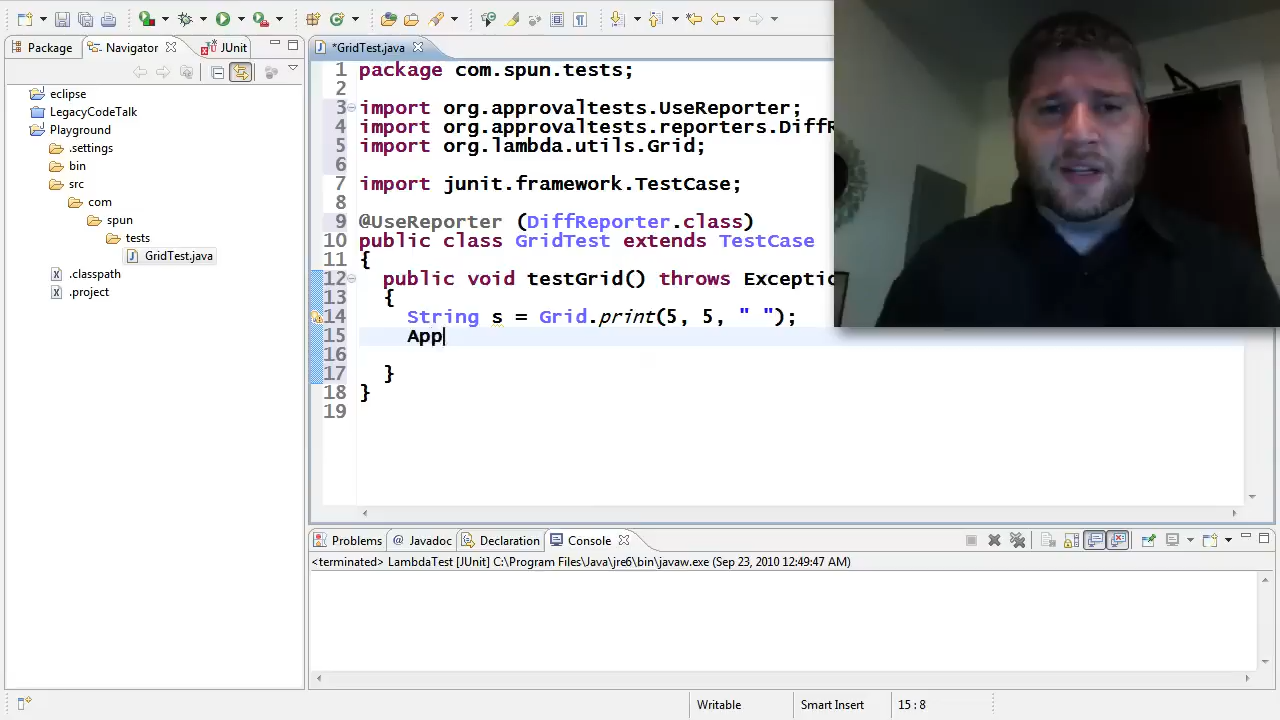 Package
Navigator
JUnit
eclipse
LegacyCodeTalk
Playground
.settings
bin
src
com
spun
tests
GridTest.java
.classpath
.project
*GridTest.java
1 package com.spun.tests;
2
3 import org.approvaltests.UseReporter;
4 import org.approvaltests.reporters.DiffR
5 import org.lambda.utils.Grid;
6
7 import junit.framework.TestCase;
8
9 @UseReporter (DiffReporter.class)
10 public class GridTest extends TestCase
11 {
12 public void testGrid() throws Exceptio
13 {
14 String s = Grid.print(5, 5, " ");
15 App
16
17 }
18 }
19
Problems @ Javadoc Declaration Console
<terminated> LambdaTest [JUnit] C:\Program Files\Java\jre6\bin\javaw.exe (Sep 23, 2010 12:49:47 AM)
Writable Smart Insert 15 : 8